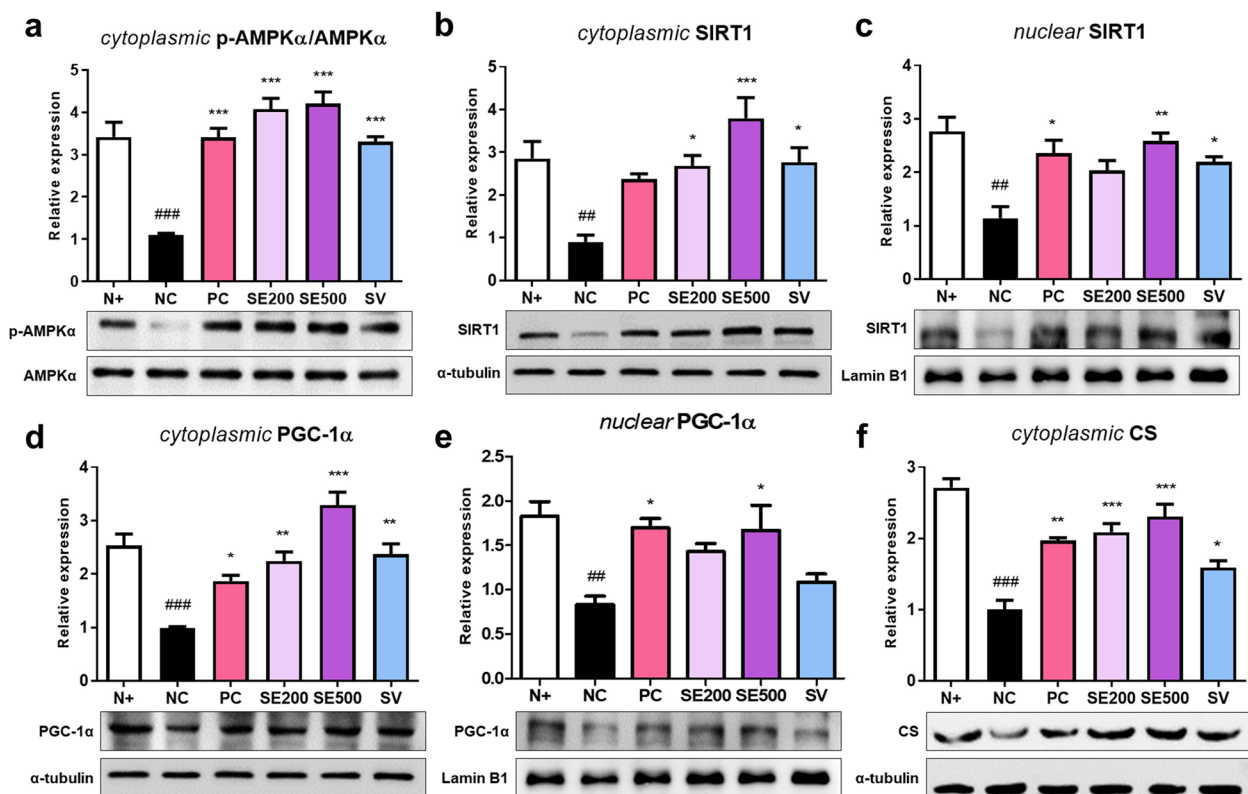 a
cytoplasmic p-AMPKα/AMPKα
Relative expression
5
4
3
2
1
0
###
***
***
***
***
N+ NC PC SE200 SE500 SV
p-AMPKα
AMPKα
b
cytoplasmic SIRT1
Relative expression
5
4
3
2
1
0
##
*
***
*
N+ NC PC SE200 SE500 SV
SIRT1
α-tubulin
c
nuclear SIRT1
Relative expression
4
3
2
1
0
##
*
**
*
N+ NC PC SE200 SE500 SV
SIRT1
Lamin B1
d
cytoplasmic PGC-1α
Relative expression
4
3
2
1
0
###
*
**
***
**
N+ NC PC SE200 SE500 SV
PGC-1α
α-tubulin
e
nuclear PGC-1α
Relative expression
2.5
2.0
1.5
1.0
0.5
0.0
##
*
*
N+ NC PC SE200 SE500 SV
PGC-1α
Lamin B1
f
cytoplasmic CS
Relative expression
3
2
1
0
###
**
***
***
*
N+ NC PC SE200 SE500 SV
CS
α-tubulin